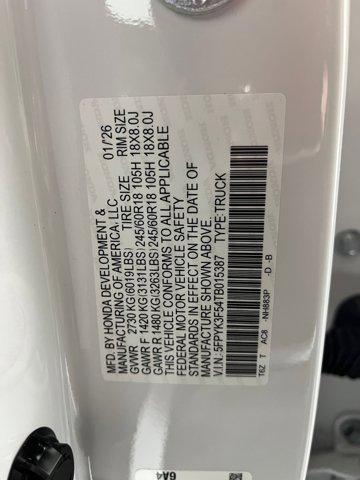 MFD. BY HONDA DEVELOPMENT & 01/26
MANUFACTURING OF AMERICA, LLC
GVWR 2730 KG(6019LBS) TIRE SIZE RIM SIZE
GAWR F 1420 KG(3131LBS)245/60R18 105H 18X8.0J
GAWR R 1480 KG(3263LBS)245/60R18 105H 18X8.0J
THIS VEHICLE CONFORMS TO ALL APPLICABLE
FEDERAL MOTOR VEHICLE SAFETY
STANDARDS IN EFFECT ON THE DATE OF
MANUFACTURE SHOWN ABOVE.
V.I.N.: 5FPYK3F54TB015387 TYPE:TRUCK
T6Z T AC8 -NH883P -D -B
6A4